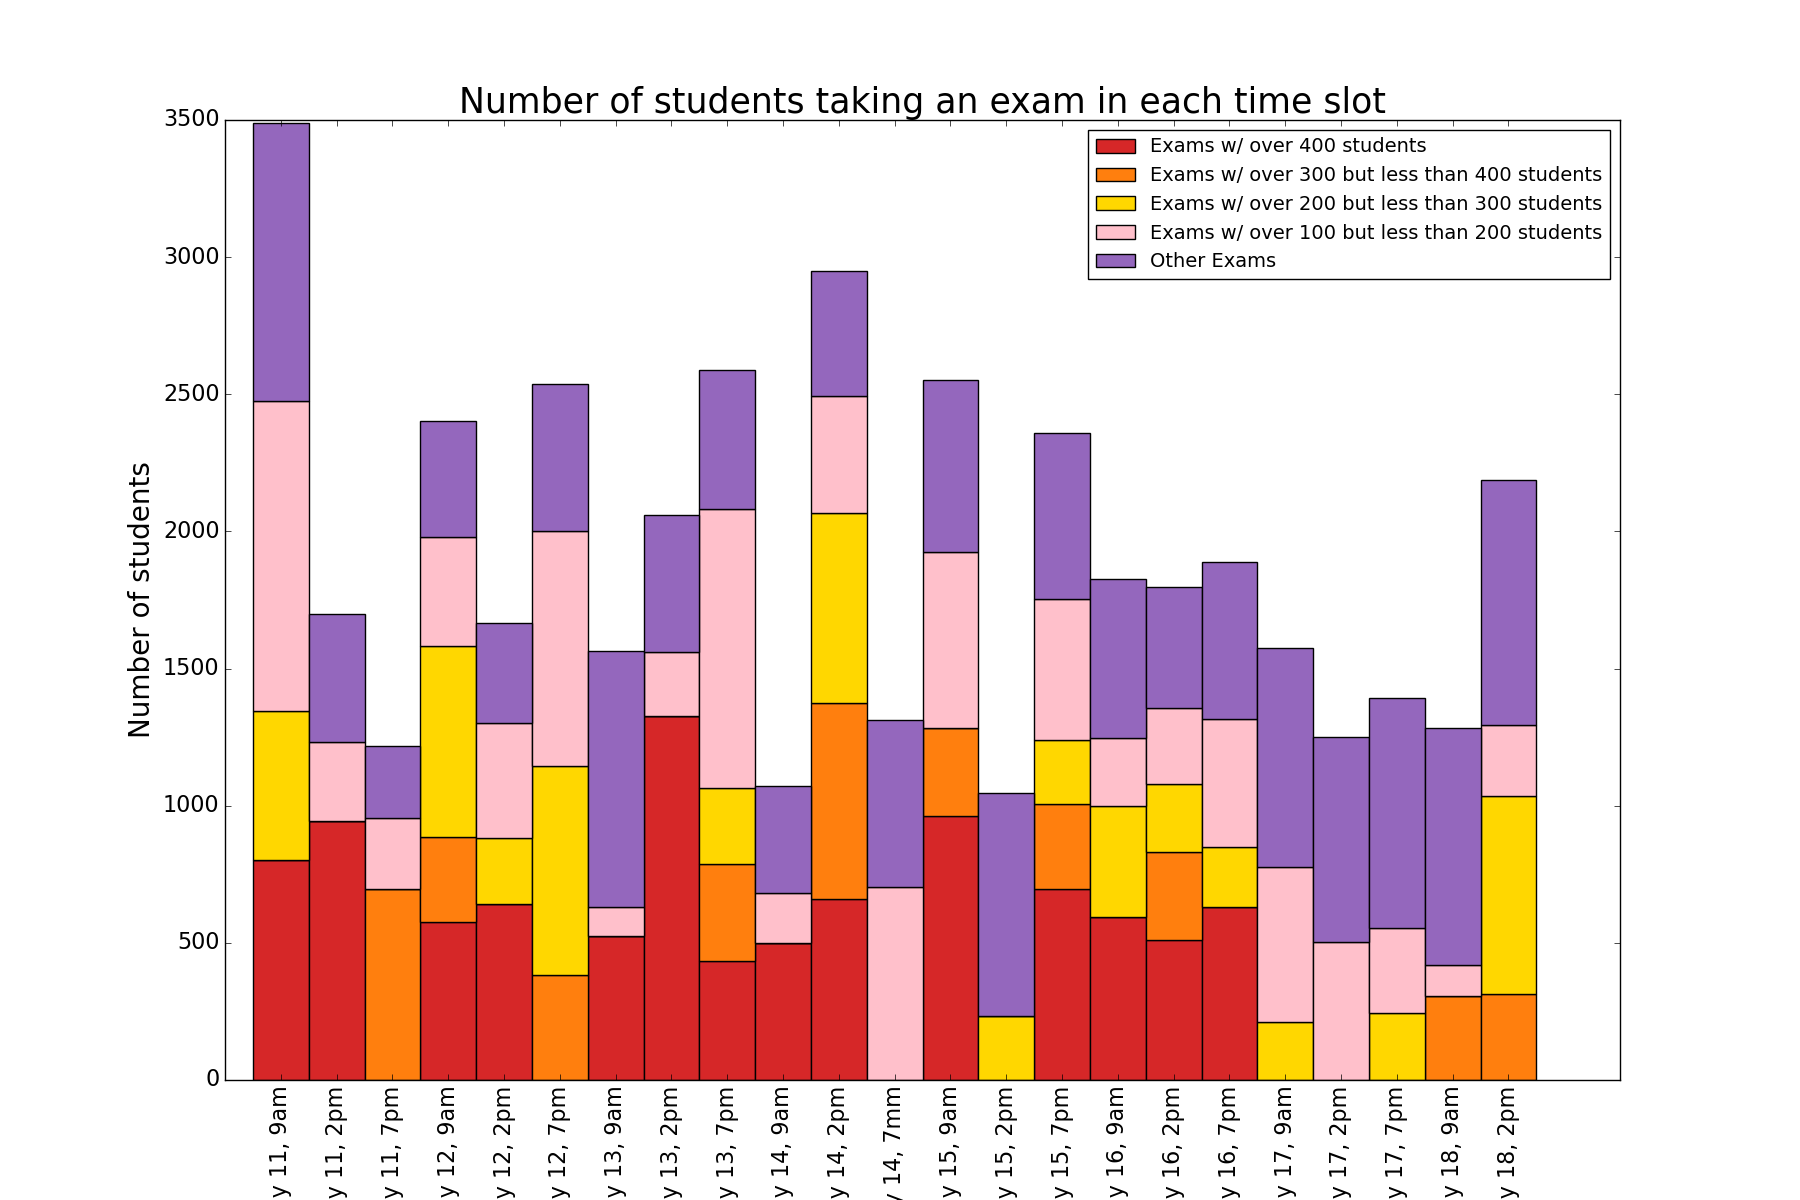 Number of students taking an exam in each time slot
Exams w/ over 400 students
Exams w/ over 300 but less than 400 students
Exams w/ over 200 but less than 300 students
Exams w/ over 100 but less than 200 students
Other Exams
Number of students
3500
3000
2500
2000
1500
1000
500
0
y 11, 9am
y 11, 2pm
y 11, 7pm
y 12, 9am
y 12, 2pm
y 12, 7pm
y 13, 9am
y 13, 2pm
y 13, 7pm
y 14, 9am
y 14, 2pm
y 14, 7mm
y 15, 9am
y 15, 2pm
y 15, 7pm
y 16, 9am
y 16, 2pm
y 16, 7pm
y 17, 9am
y 17, 2pm
y 17, 7pm
y 18, 9am
y 18, 2pm